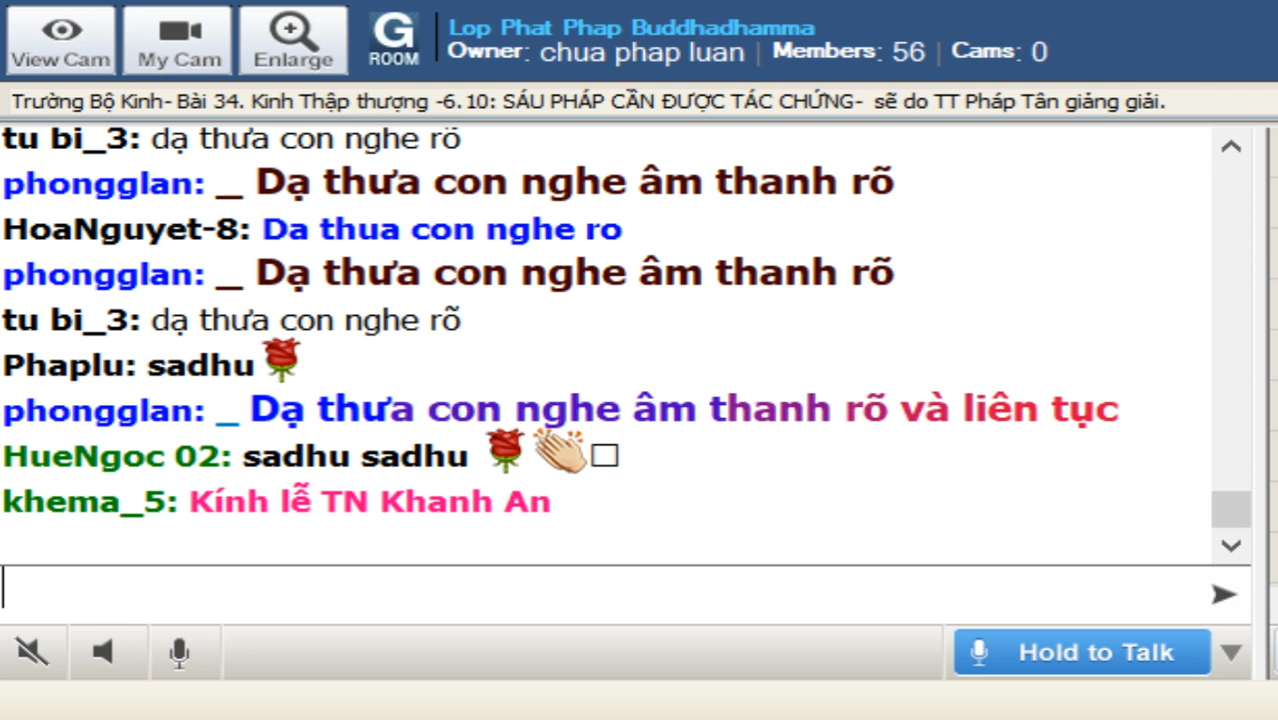 View Cam
My Cam
Enlarge
G
ROOM
Lop Phat Phap Buddhadhamma
Owner: chua phap luan | Members: 56 | Cams: 0
Trường Bộ Kinh- Bài 34. Kinh Thập thượng -6.10: SÁU PHÁP CẦN ĐƯỢC TÁC CHỨNG- sẽ do TT Pháp Tân giảng giải.
tu bi_3: dạ thưa con nghe rõ
phongglan: _ Dạ thưa con nghe âm thanh rõ
HoaNguyet-8: Da thua con nghe ro
phongglan: _ Dạ thưa con nghe âm thanh rõ
tu bi_3: dạ thưa con nghe rõ
Phaplu: sadhu
phongglan: _ Dạ thưa con nghe âm thanh rõ và liên tục
HueNgoc 02: sadhu sadhu
khema_5: Kính lễ TN Khanh An
Hold to Talk